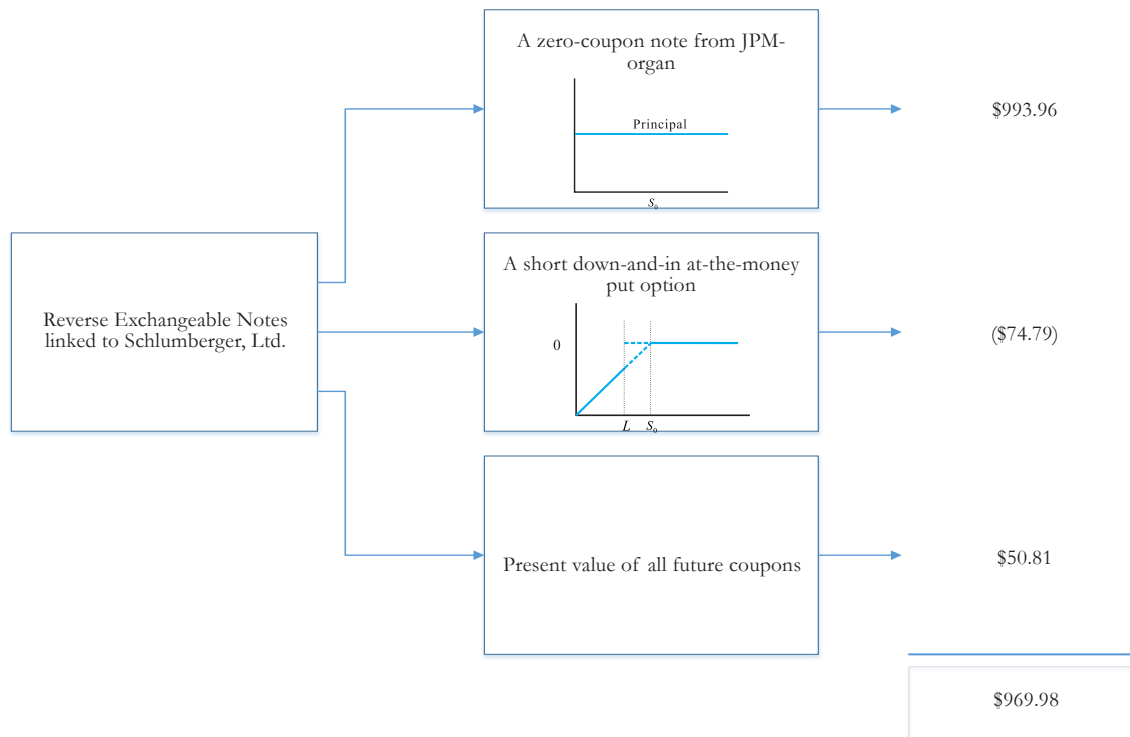 A zero-coupon note from JPM-
organ
Principal
S₀
$993.96
Reverse Exchangeable Notes
linked to Schlumberger, Ltd.
A short down-and-in at-the-money
put option
0
L S₀
($74.79)
Present value of all future coupons
$50.81
$969.98